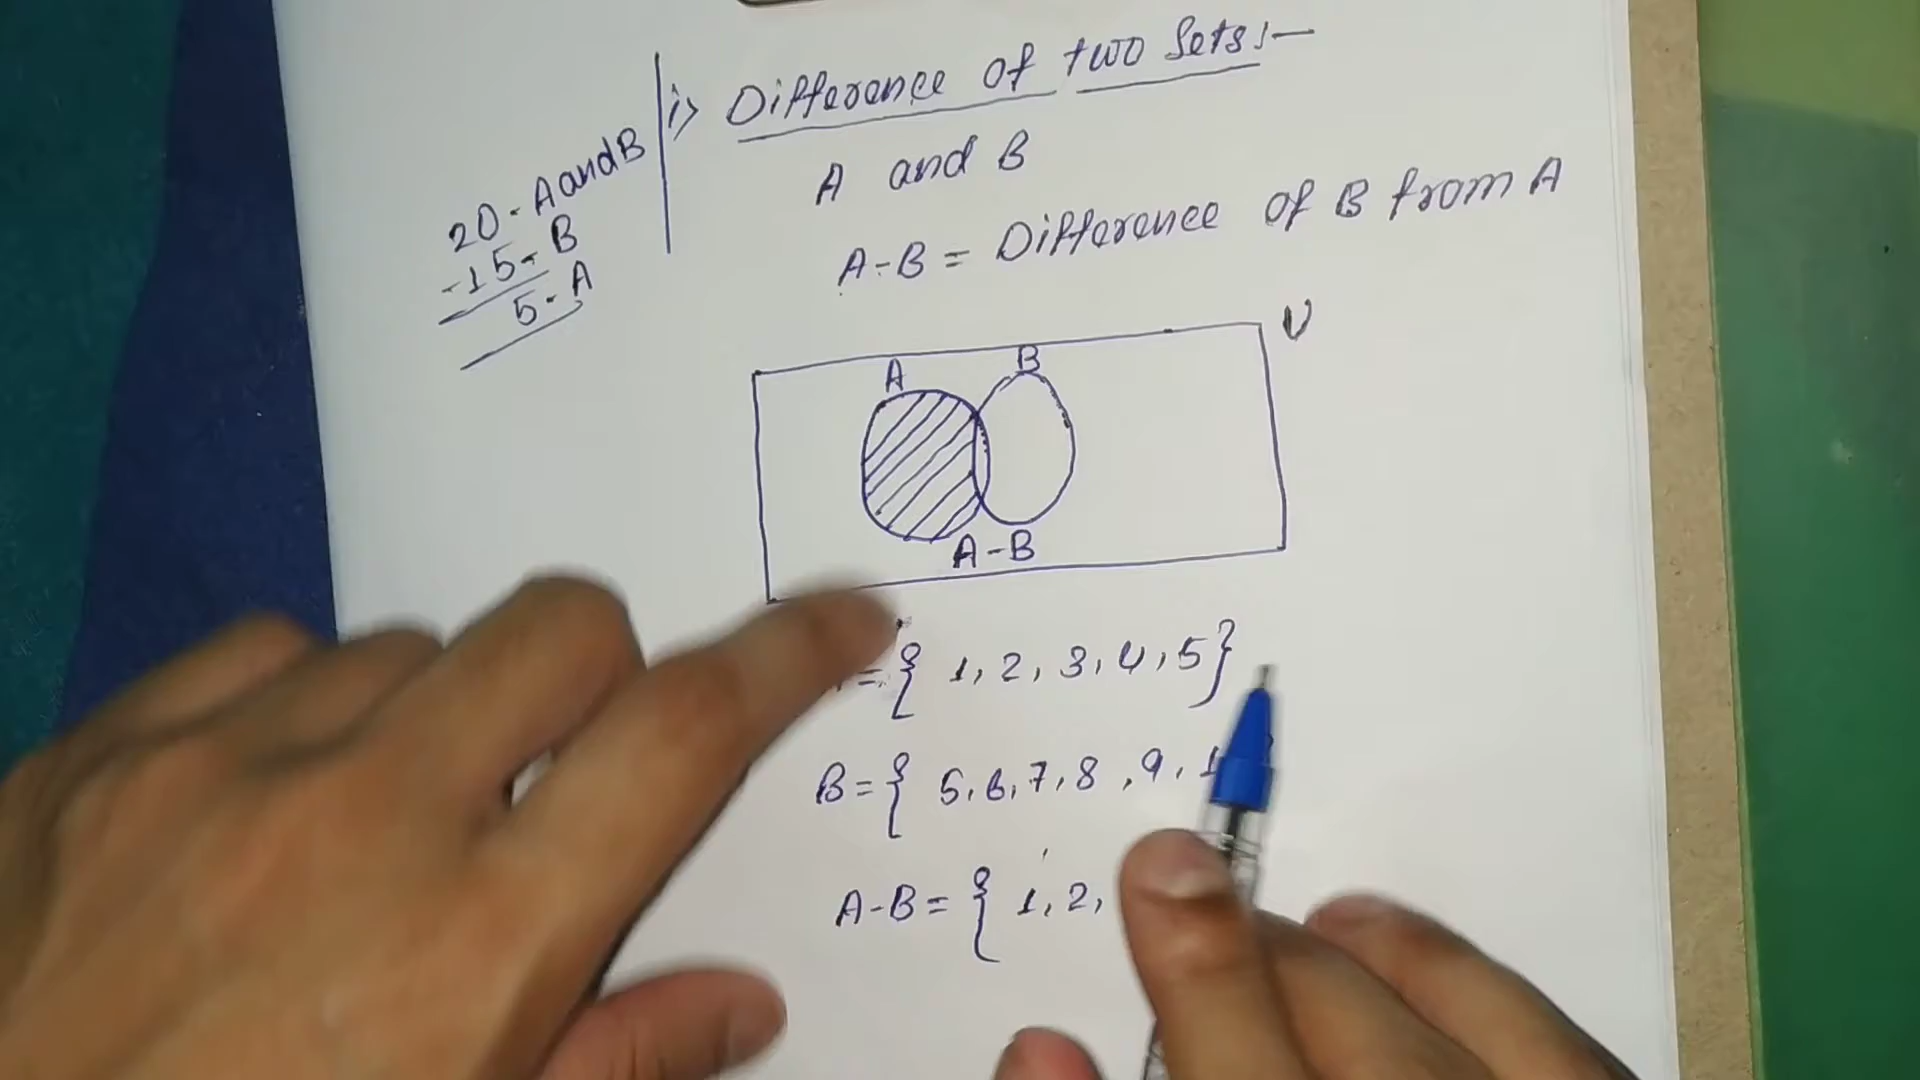 20 - A and B
-15 - B
5 - A
i> Difference of two Sets :-
A and B
A-B = Difference of B from A
U
A B
A-B
= { 1, 2, 3, 4, 5}
B = { 5, 6, 7, 8, 9,
A-B = { 1, 2,